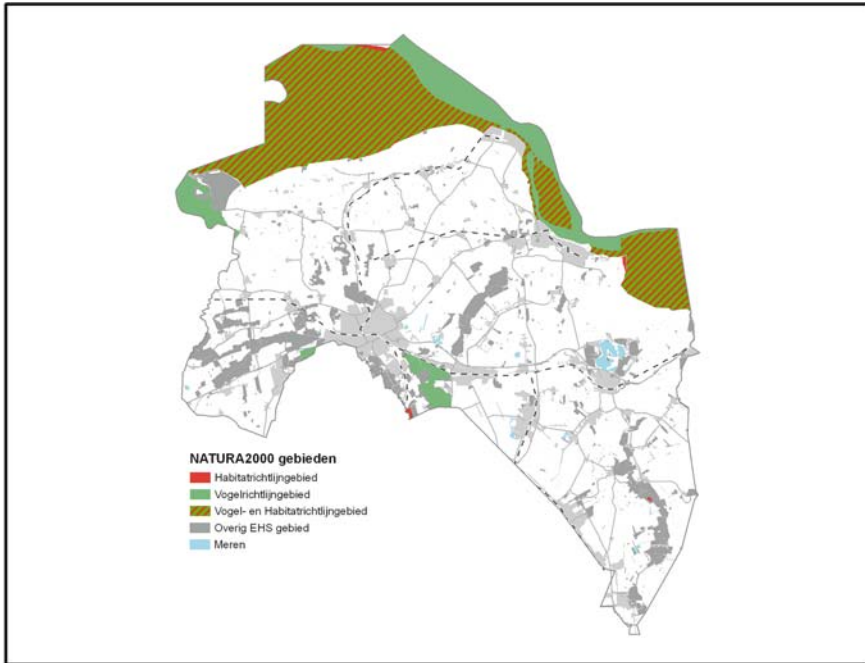 NATURA2000 gebieden
Habitatrichtlijngebied
Vogelrichtlijngebied
Vogel- en Habitatrichtlijngebied
Overig EHS gebied
Meren